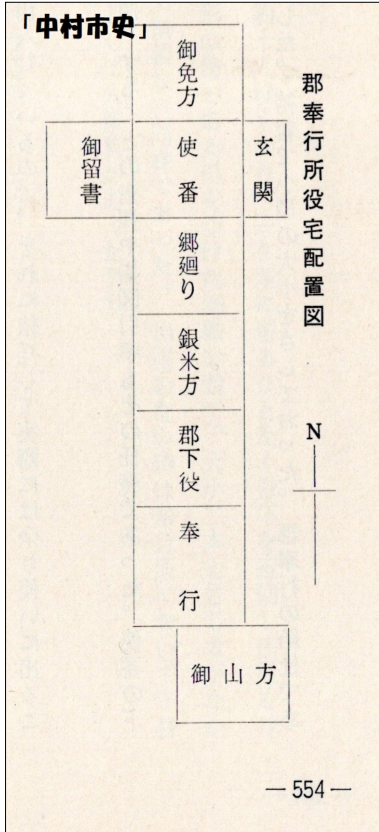 「中村市史」
郡奉行所役宅配置図
N
御免方
玄関
使番
御留書
郷廻り
銀米方
郡下役
奉行
御山方
—554—